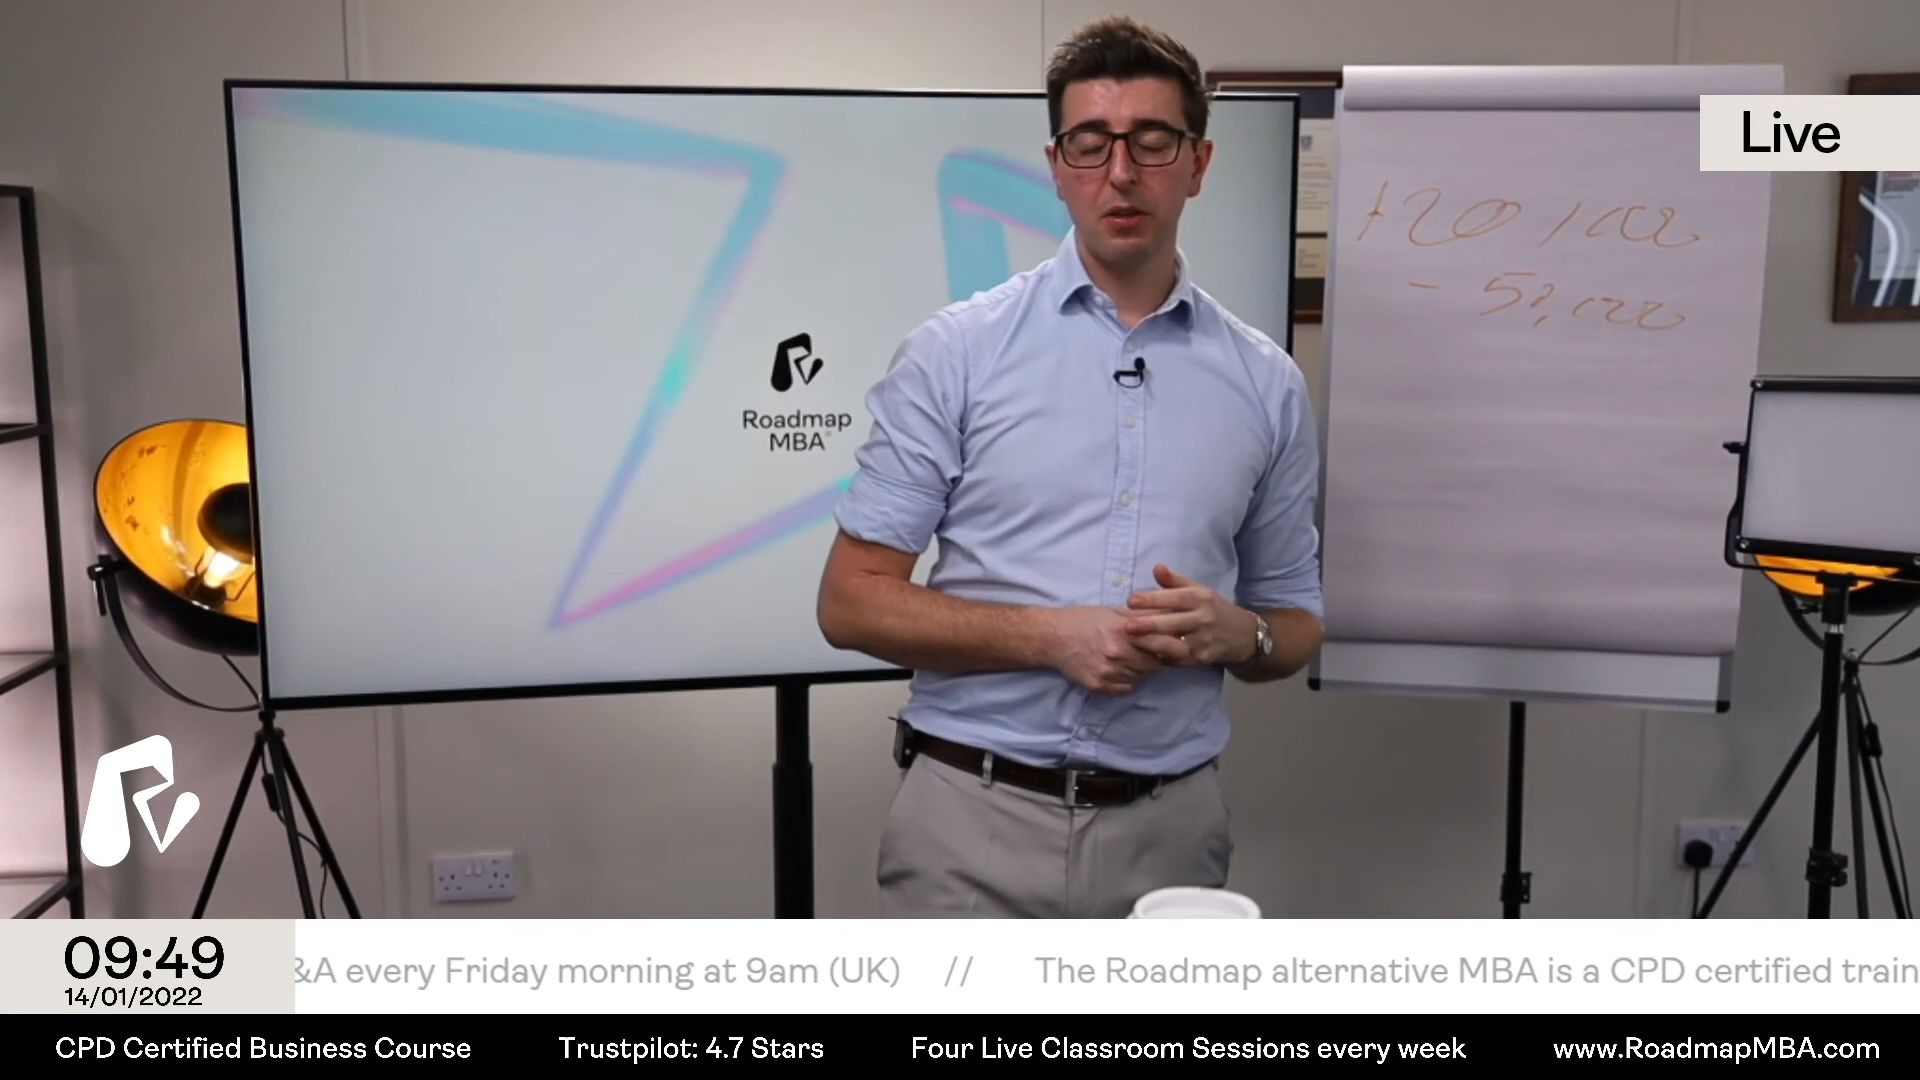 Live
Roadmap
MBA
09:49
14/01/2022
&A every Friday morning at 9am (UK) // The Roadmap alternative MBA is a CPD certified train
CPD Certified Business Course
Trustpilot: 4.7 Stars
Four Live Classroom Sessions every week
www.RoadmapMBA.com